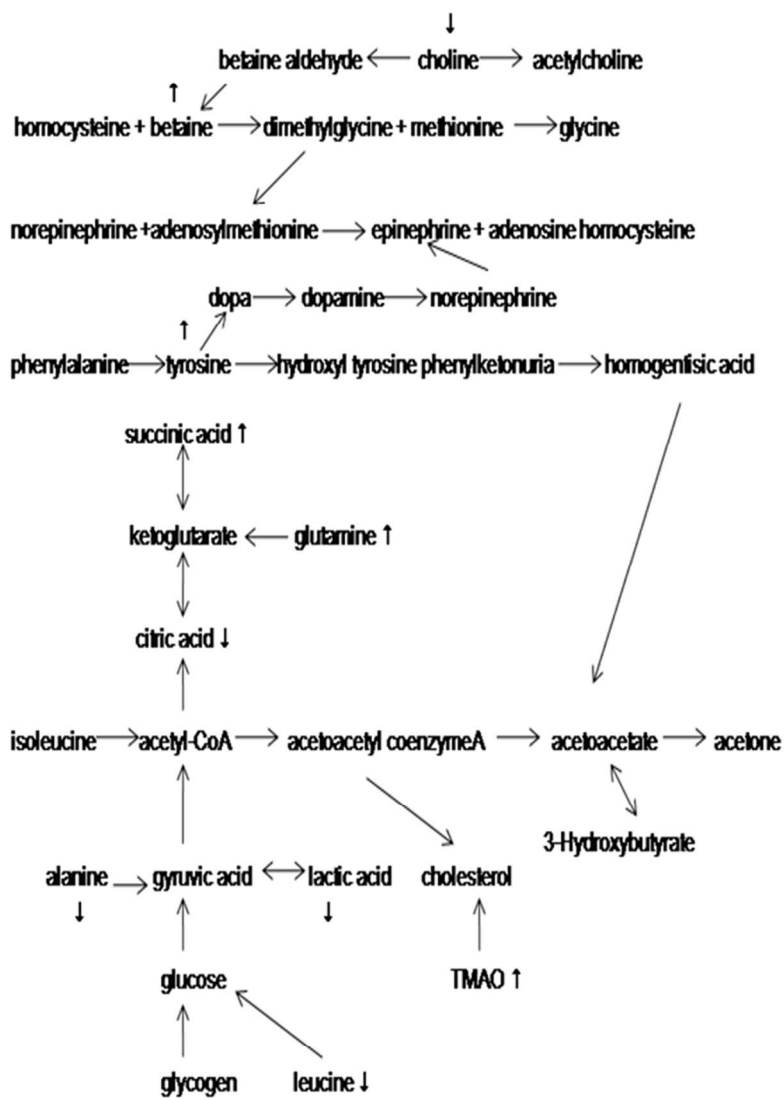 ↓
betaine aldehyde ← choline → acetylcholine
↑
homocysteine + betaine → dimethylglycine + methionine → glycine
norepinephrine +adenosylmethionine → epinephrine + adenosine homocysteine
dopa → dopamine → norepinephrine
↑
phenylalanine → tyrosine → hydroxyl tyrosine phenylketonuria → homogentisic acid
succinic acid ↑
ketoglutarate ← glutamine ↑
citric acid ↓
isoleucine → acetyl-CoA → acetoacetyl coenzymeA → acetoacetate → acetone
3-Hydroxybutyrate
alanine → gyruvic acid ↔ lactic acid cholesterol
↓ ↓
glucose TMAO ↑
glycogen leucine ↓